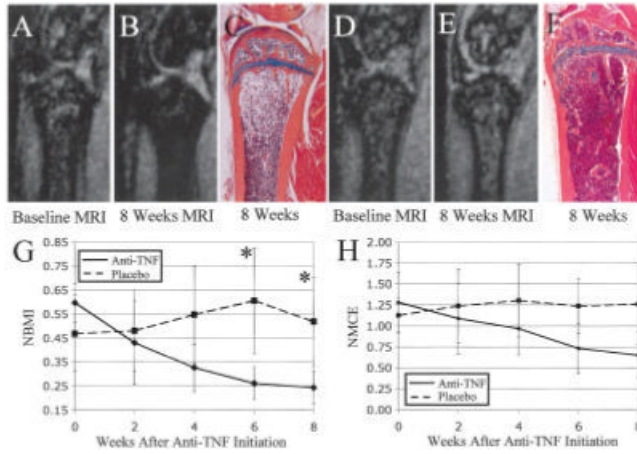 A B C D E F
Baseline MRI 8 Weeks MRI 8 Weeks Baseline MRI 8 Weeks MRI 8 Weeks
G H
0.85
0.75
0.65
0.55
0.45
0.35
0.25
0.15
NBMI
Anti-TNF
Placebo
* *
0 2 4 6 8
Weeks After Anti-TNF Initiation
2.00
1.75
1.50
1.25
1.00
0.75
0.50
0.25
0.00
NMCE
Anti-TNF
Placebo
0 2 4 6 8
Weeks After Anti-TNF Initiation